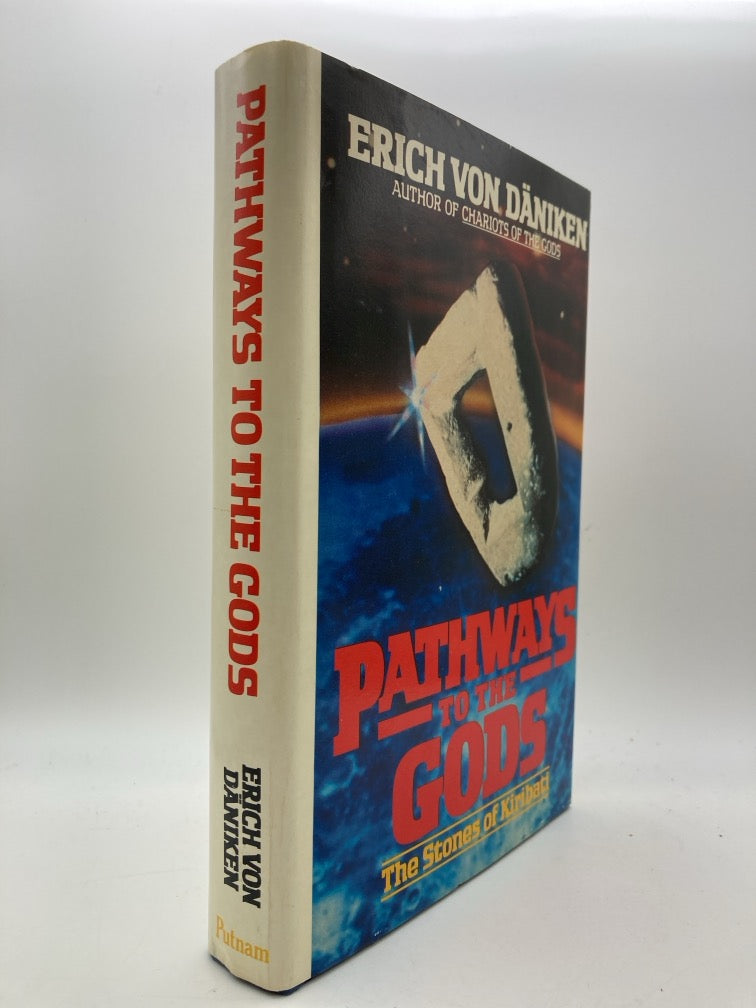 PATHWAYS TO THE GODS
ERICH VON
DÄNIKEN
Putnam
ERICH VON DÄNIKEN
AUTHOR OF CHARIOTS OF THE GODS
PATHWAYS
TO THE
GODS
The Stones of Kiribati